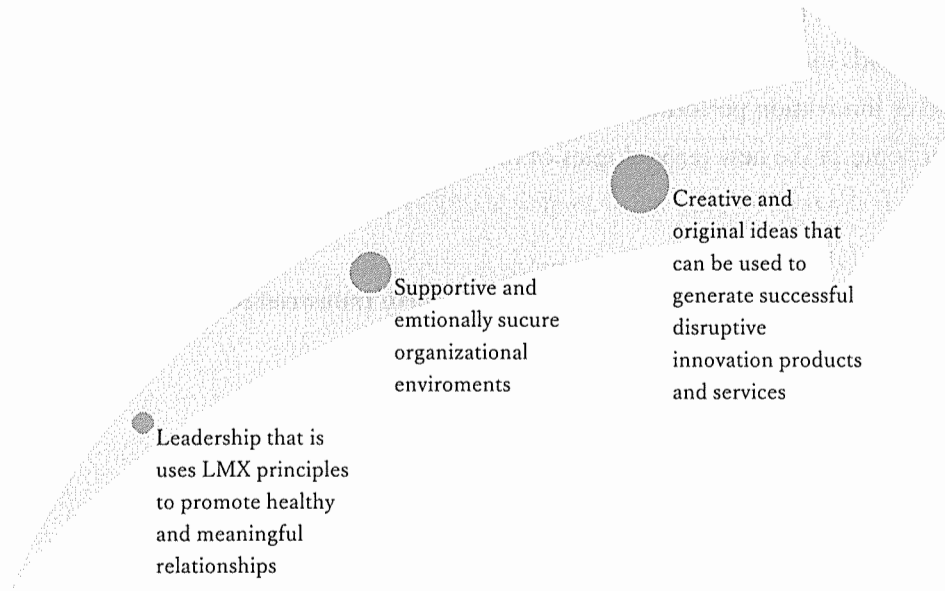 Leadership that is
uses LMX principles
to promote healthy
and meaningful
relationships
Supportive and
emtionally sucure
organizational
enviroments
Creative and
original ideas that
can be used to
generate successful
disruptive
innovation products
and services